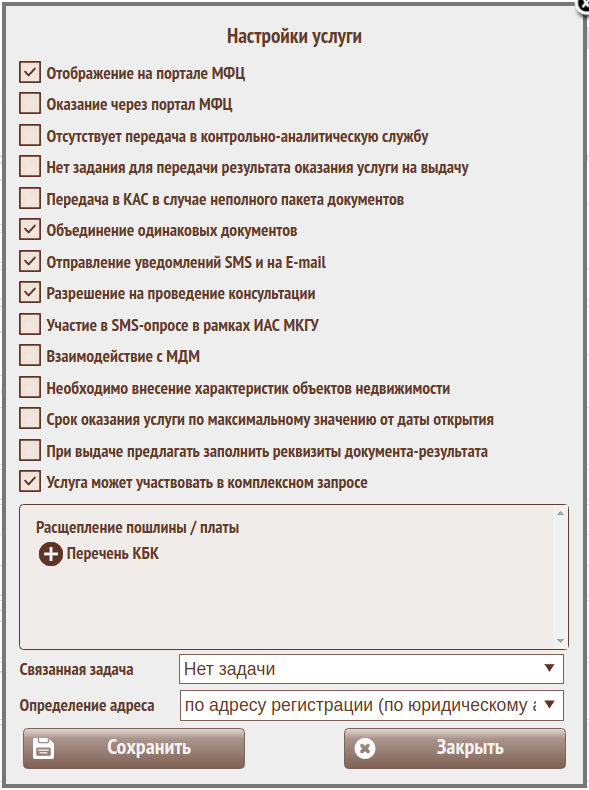 Настройки услуги
Отображение на портале МФЦ
Оказание через портал МФЦ
Отсутствует передача в контрольно-аналитическую службу
Нет задания для передачи результата оказания услуги на выдачу
Передача в КАС в случае неполного пакета документов
Объединение одинаковых документов
Отправление уведомлений SMS и на E-mail
Разрешение на проведение консультации
Участие в SMS-опросе в рамках ИАС МКГУ
Взаимодействие с МДМ
Необходимо внесение характеристик объектов недвижимости
Срок оказания услуги по максимальному значению от даты открытия
При выдаче предлагать заполнить реквизиты документа-результата
Услуга может участвовать в комплексном запросе
Расщепление пошлины / платы
Перечень КБК
Связанная задача Нет задачи
Определение адреса по адресу регистрации (по юридическому
Сохранить Закрыть